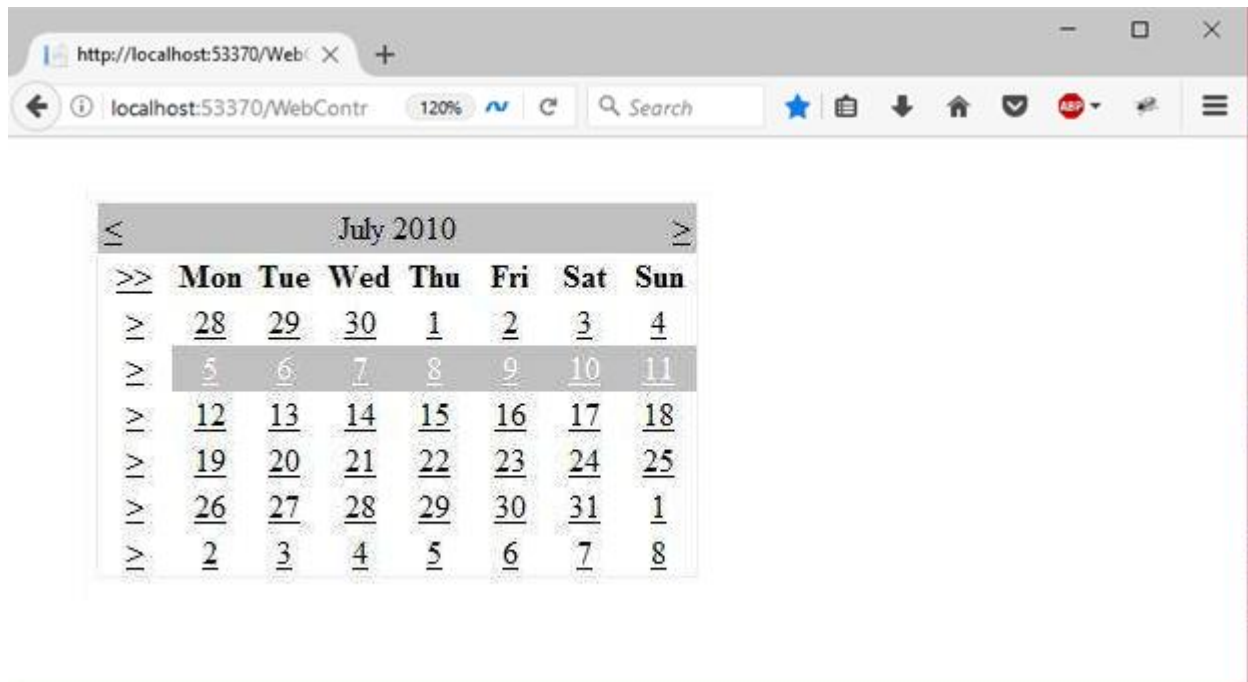 http://localhost:53370/Web
localhost:53370/WebContr 120% Search ABP
< July 2010 >
>> Mon Tue Wed Thu Fri Sat Sun
> 28 29 30 1 2 3 4
> 5 6 7 8 9 10 11
> 12 13 14 15 16 17 18
> 19 20 21 22 23 24 25
> 26 27 28 29 30 31 1
> 2 3 4 5 6 7 8